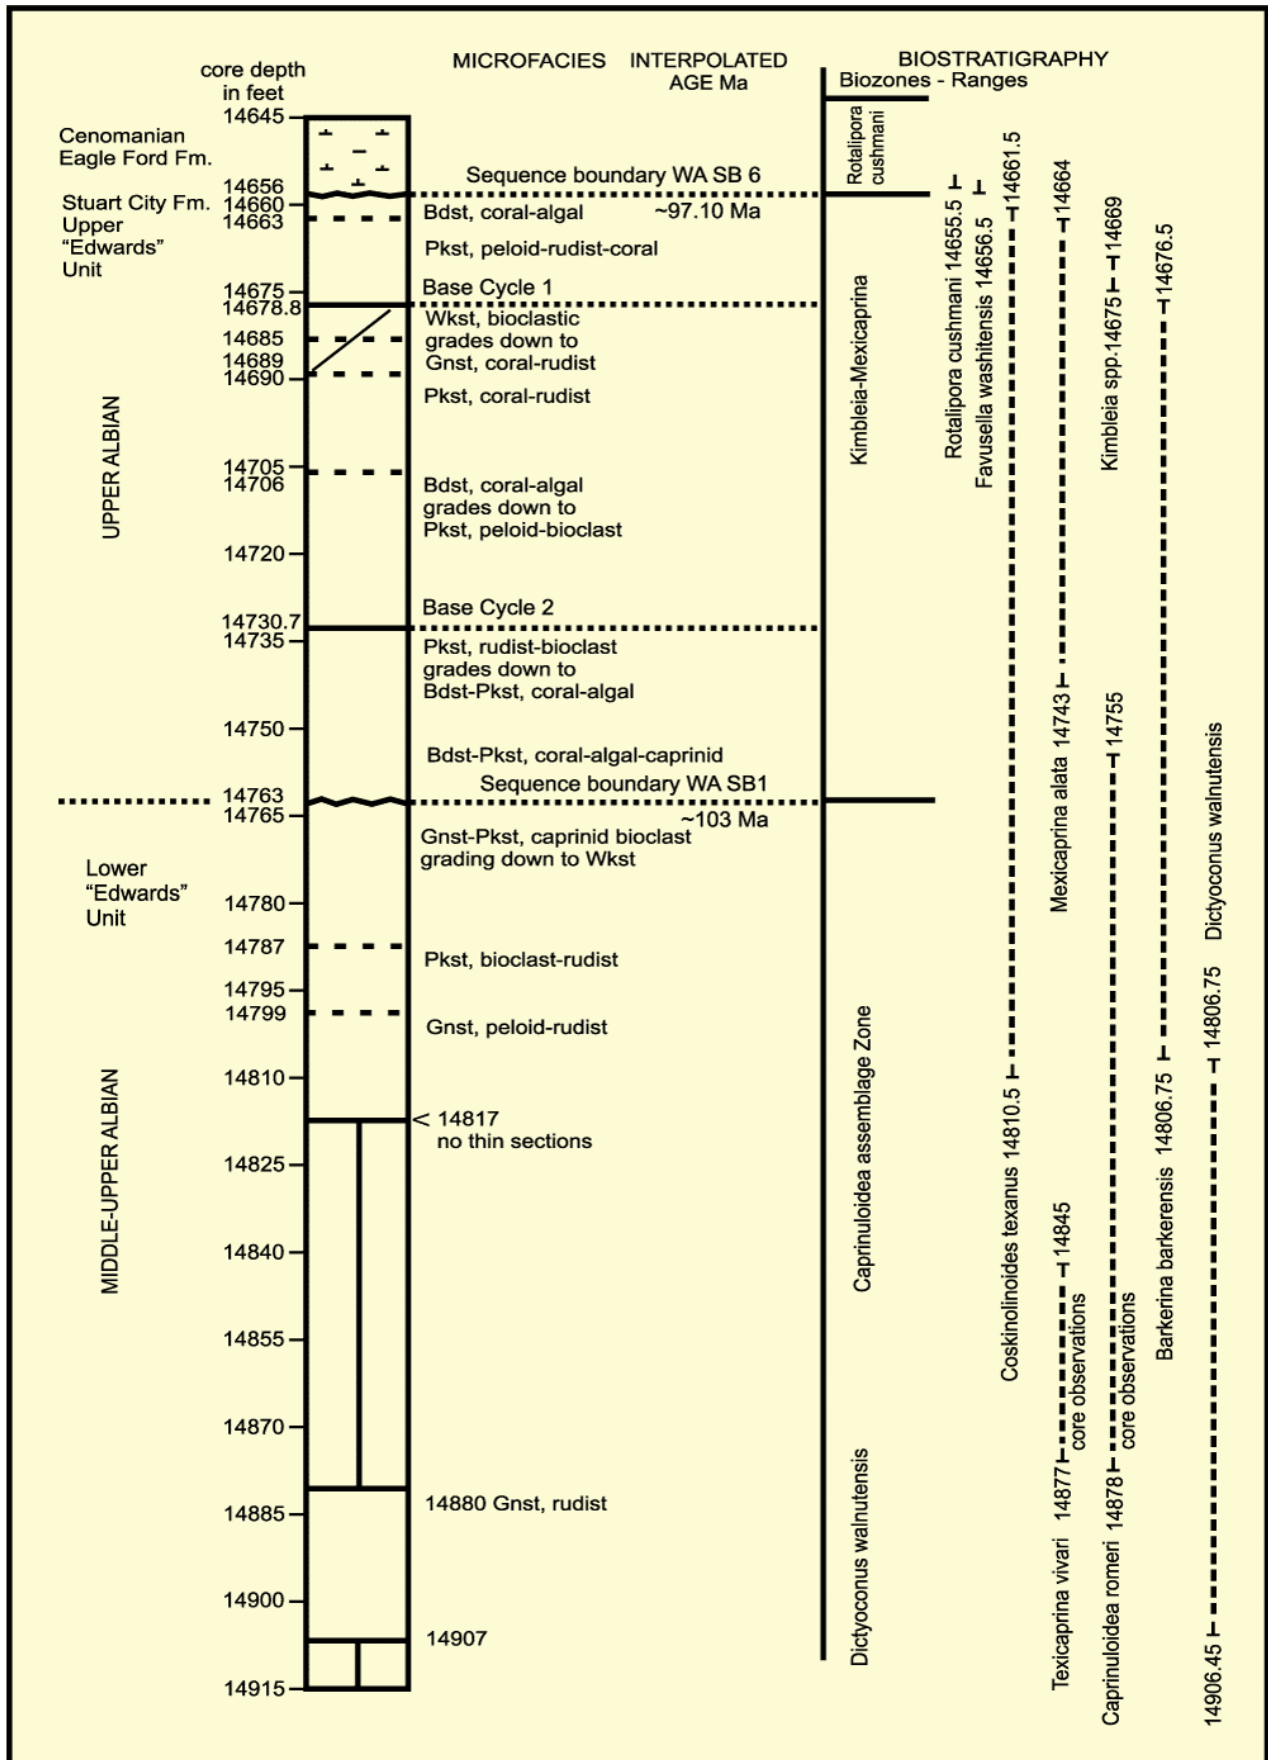 MICROFACIES
INTERPOLATED
AGE Ma
BIOSTRATIGRAPHY
Biozones - Ranges
core depth
in feet
14645
Cenomanian
Eagle Ford Fm.
14656
Stuart City Fm.
14660
Upper
14663
"Edwards"
Unit
14675
14678.8
14685
14689
14690
14705
14706
14720
14730.7
14735
14750
14763
14765
Lower
"Edwards"
Unit
14780
14787
14795
14799
14810
14825
14840
14855
14870
14885
14900
14915
UPPER ALBIAN
MIDDLE-UPPER ALBIAN
Sequence boundary WA SB 6
Bdst, coral-algal
~97.10 Ma
Pkst, peloid-rudist-coral
Base Cycle 1
Wkst, bioclastic
grades down to
Gnst, coral-rudist
Pkst, coral-rudist
Bdst, coral-algal
grades down to
Pkst, peloid-bioclast
Base Cycle 2
Pkst, rudist-bioclast
grades down to
Bdst-Pkst, coral-algal
Bdst-Pkst, coral-algal-caprinid
Sequence boundary WA SB1
~103 Ma
Gnst-Pkst, caprinid bioclast
grading down to Wkst
Pkst, bioclast-rudist
Gnst, peloid-rudist
< 14817
no thin sections
14880 Gnst, rudist
14907
Rotalipora
cushmani
Kimbleia-Mexicaprina
Caprinuloidea assemblage Zone
Dictyoconus walnutensis
Rotalipora cushmani 14655.5
Favusella washitensis 14656.5
14661.5
Coskinolinoides texanus 14810.5
14664
Mexicaprina alata 14743
14845
Texicaprina vivari 14877
core observations
14669
Kimbleia spp.14675
14755
Caprinuloidea romeri 14878
core observations
14676.5
Barkerina barkerensis 14806.75
14806.75 Dictyoconus walnutensis
14906.45